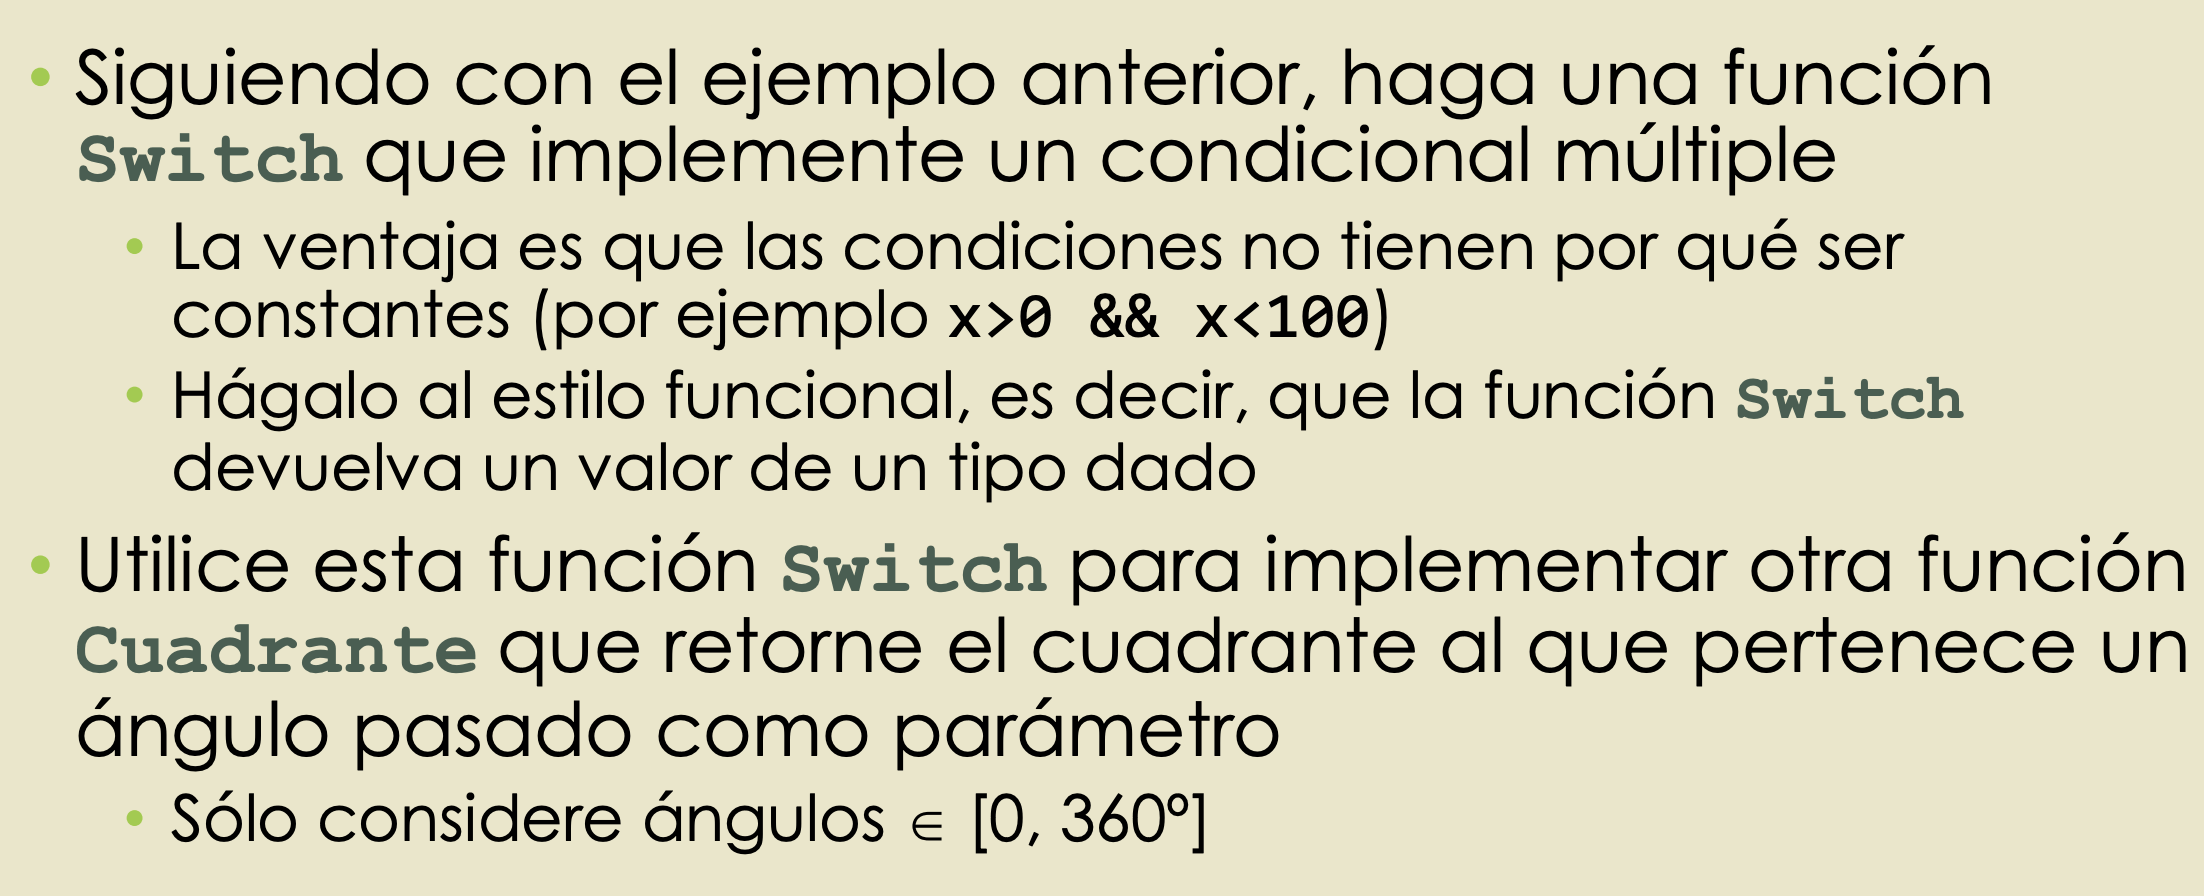 • Siguiendo con el ejemplo anterior, haga una función
Switch que implemente un condicional múltiple
• La ventaja es que las condiciones no tienen por qué ser
constantes (por ejemplo x>0 && x<100)
• Hágalo al estilo funcional, es decir, que la función Switch
devuelva un valor de un tipo dado
• Utilice esta función Switch para implementar otra función
Cuadrante que retorne el cuadrante al que pertenece un
ángulo pasado como parámetro
• Sólo considere ángulos ∈ [0, 360º]